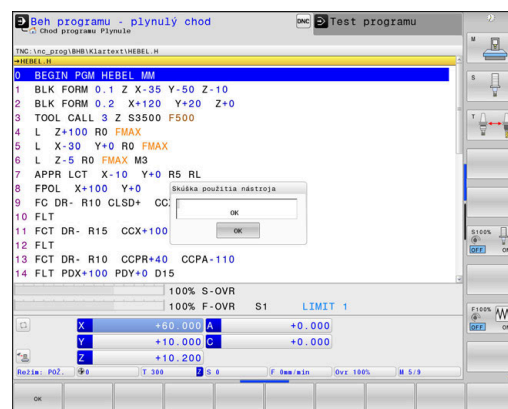 Beh programu - plynulý chod
DNC
Test programu
Chod programu Plynule
TNC:\nc_prog\BHB\Klartext\HEBEL.H
→HEBEL.H
0 BEGIN PGM HEBEL MM
1 BLK FORM 0.1 Z X-35 Y-50 Z-10
2 BLK FORM 0.2 X+120 Y+20 Z+0
3 TOOL CALL 3 Z S3500 F500
4 L Z+100 R0 FMAX
5 L X-30 Y+0 R0 FMAX
6 L Z-5 R0 FMAX M3
7 APPR LCT X-10 Y+0 R5 RL
8 FPOL X+100 Y+0
9 FC DR- R10 CLSD+
10 FLT
11 FCT DR- R15 CCX+100
12 FLT
13 FCT DR- R10 CCPR+40 CCPA-110
14 FLT PDX+100 PDY+0 D15
Skúška použitia nástroja
OK
OK
100% S-OVR
100% F-OVR S1 LIMIT 1
X +60.000 A +0.000
Y +10.000 C +0.000
Z +10.200
Režim: POŽ. 0 T 300 Z S 0 F 0mm/min Ovr 100% M 5/9
OK
M
S
T
S100%
OFF
F100%
OFF